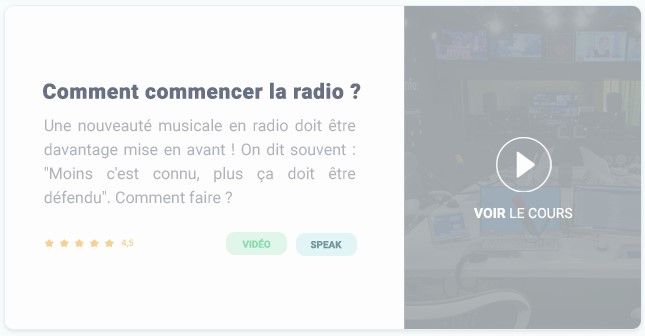 Comment commencer la radio ?
Une nouveauté musicale en radio doit être
davantage mise en avant ! On dit souvent :
"Moins c'est connu, plus ça doit être
défendu". Comment faire ?
4,5
VIDÉO
SPEAK
VOIR LE COURS